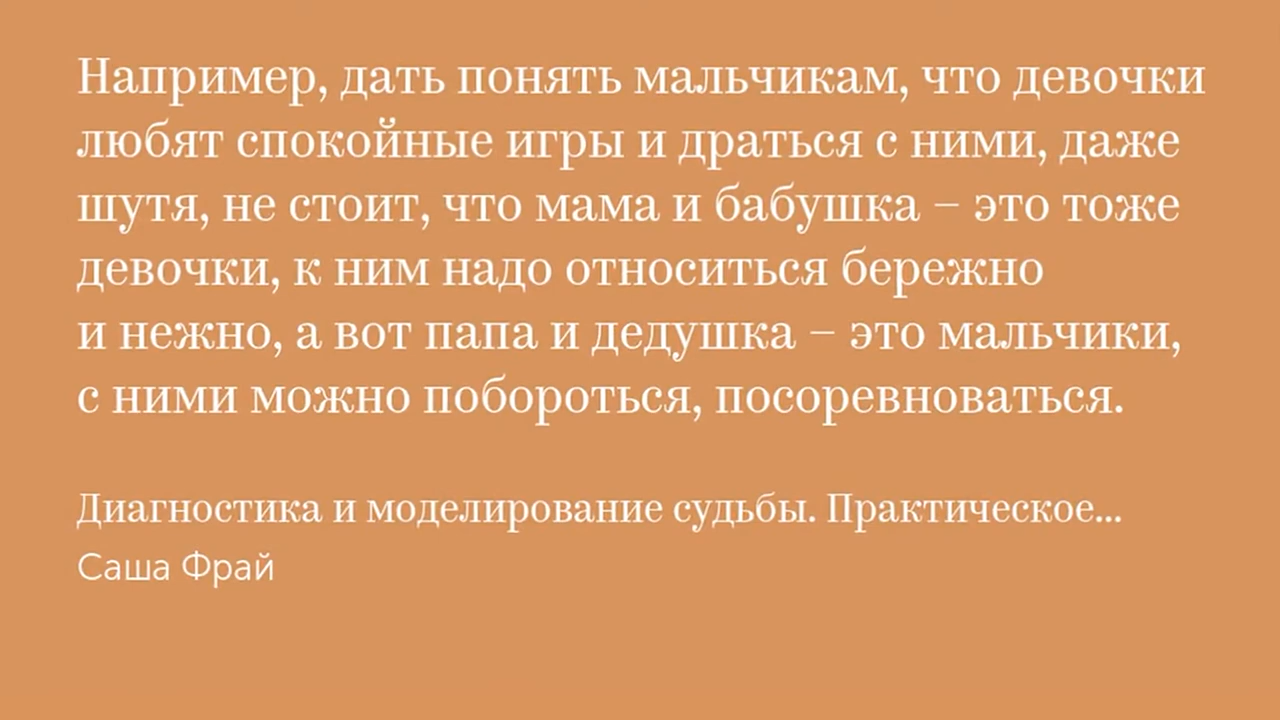 Например, дать понять мальчикам, что девочки
любят спокойные игры и драться с ними, даже
шутя, не стоит, что мама и бабушка – это тоже
девочки, к ним надо относиться бережно
и нежно, а вот папа и дедушка – это мальчики,
с ними можно побороться, посоревноваться.
Диагностика и моделирование судьбы. Практическое...
Саша Фрай